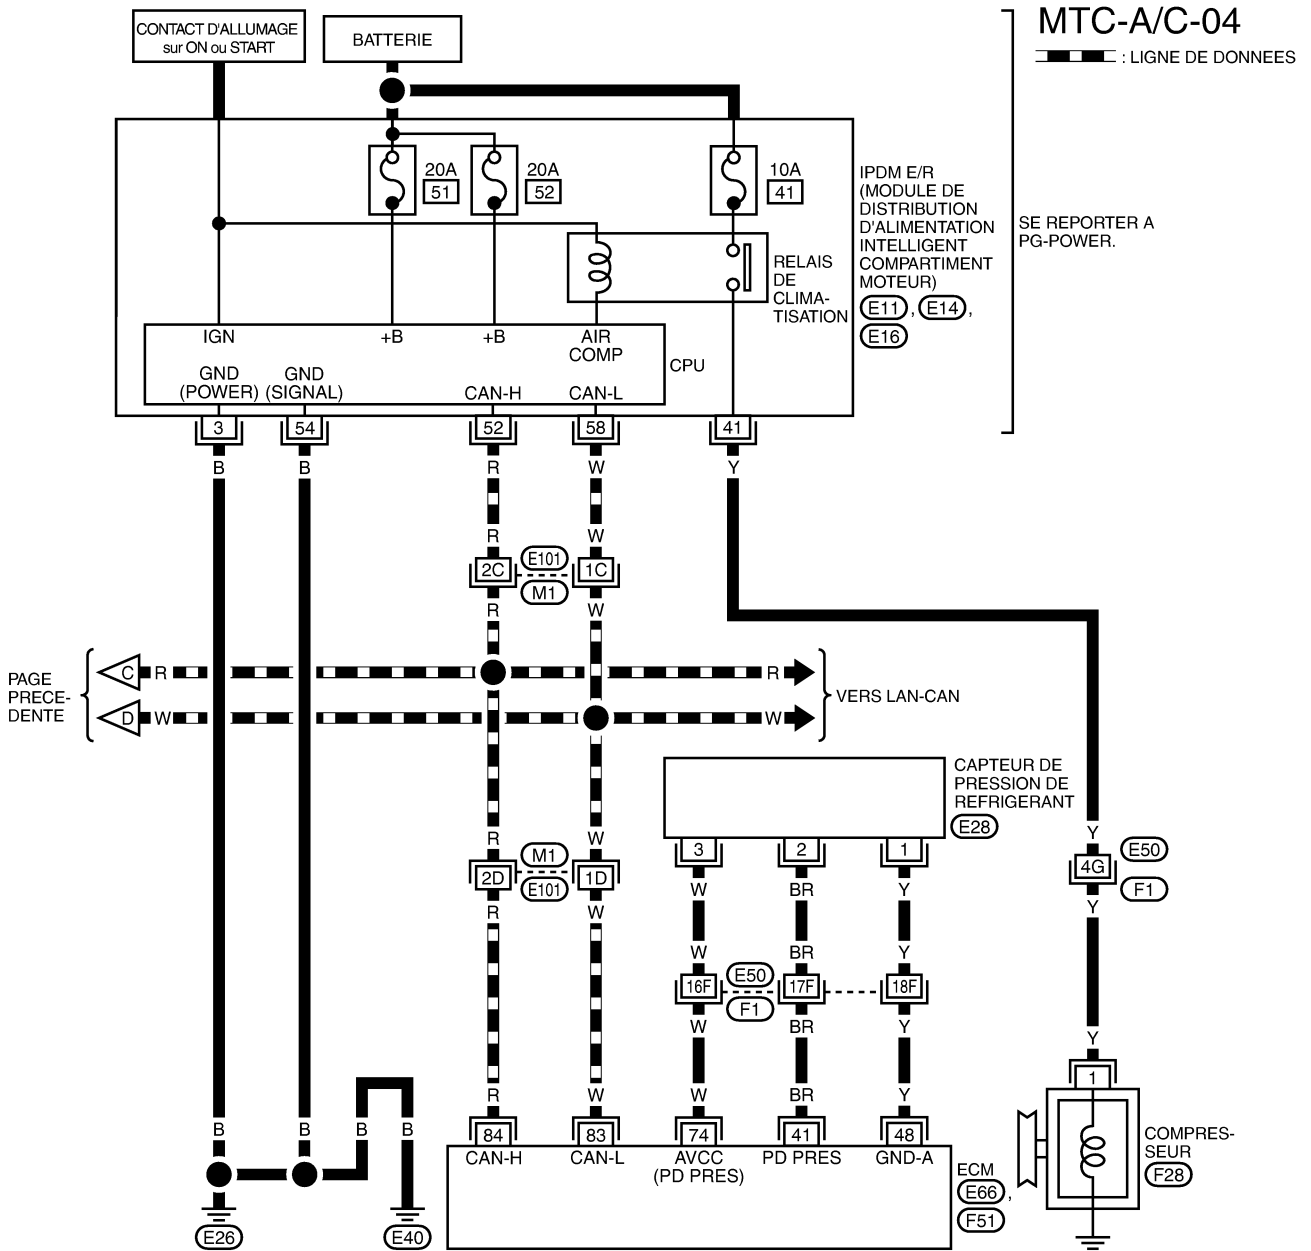 CONTACT D'ALLUMAGE
sur ON ou START
BATTERIE
MTC-A/C-04
: LIGNE DE DONNEES
20A
51
20A
52
10A
41
IPDM E/R
(MODULE DE
DISTRIBUTION
D'ALIMENTATION
INTELLIGENT
COMPARTIMENT
MOTEUR)
E11 , E14 ,
E16
SE REPORTER A
PG-POWER.
RELAIS
DE
CLIMA-
TISATION
IGN
+B
+B
AIR
COMP
CPU
GND
(POWER)
GND
(SIGNAL)
CAN-H
CAN-L
3
54
52
58
41
B
B
R
W
Y
R
W
2C
E101
M1
1C
R
W
PAGE
PRECE-
DENTE
C
R
R
D
W
W
VERS LAN-CAN
CAPTEUR DE
PRESSION DE
REFRIGERANT
E28
R
W
2D
M1
E101
1D
R
W
3
2
1
W
BR
Y
W
BR
Y
16F
E50
F1
17F
18F
W
BR
Y
Y
4G
E50
F1
Y
Y
1
COMPRES-
SEUR
F28
B
B
B
B
R
W
W
BR
Y
84
83
74
41
48
CAN-H
CAN-L
AVCC
(PD PRES)
PD PRES
GND-A
ECM
E66 ,
F51
E26
E40